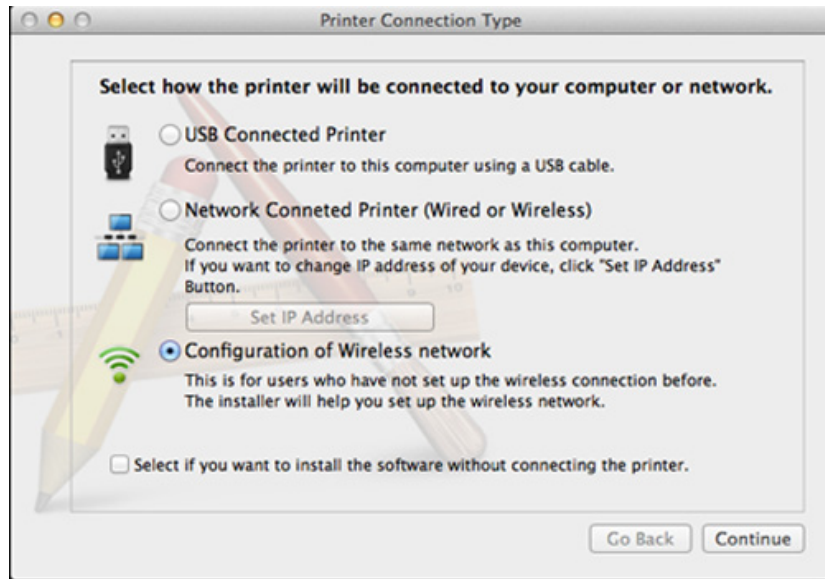 Printer Connection Type
Select how the printer will be connected to your computer or network.
USB Connected Printer
Connect the printer to this computer using a USB cable.
Network Conneted Printer (Wired or Wireless)
Connect the printer to the same network as this computer.
If you want to change IP address of your device, click "Set IP Address"
Button.
Set IP Address
Configuration of Wireless network
This is for users who have not set up the wireless connection before.
The installer will help you set up the wireless network.
Select if you want to install the software without connecting the printer.
Go Back Continue